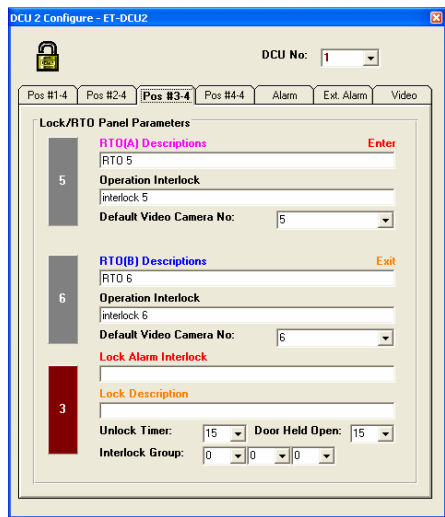 DCU 2 Configure - ET-DCU2
DCU No: 1
Pos #1-4 Pos #2-4 Pos #3-4 Pos #4-4 Alarm Ext. Alarm Video
Lock/RTO Panel Parameters
RTO(A) Descriptions Enter
RTO 5
5
Operation Interlock
interlock 5
Default Video Camera No: 5
RTO(B) Descriptions Exit
RTO 6
6
Operation Interlock
interlock 6
Default Video Camera No: 6
Lock Alarm Interlock
3
Lock Description
Unlock Timer: 15 Door Held Open: 15
Interlock Group: 0 0 0